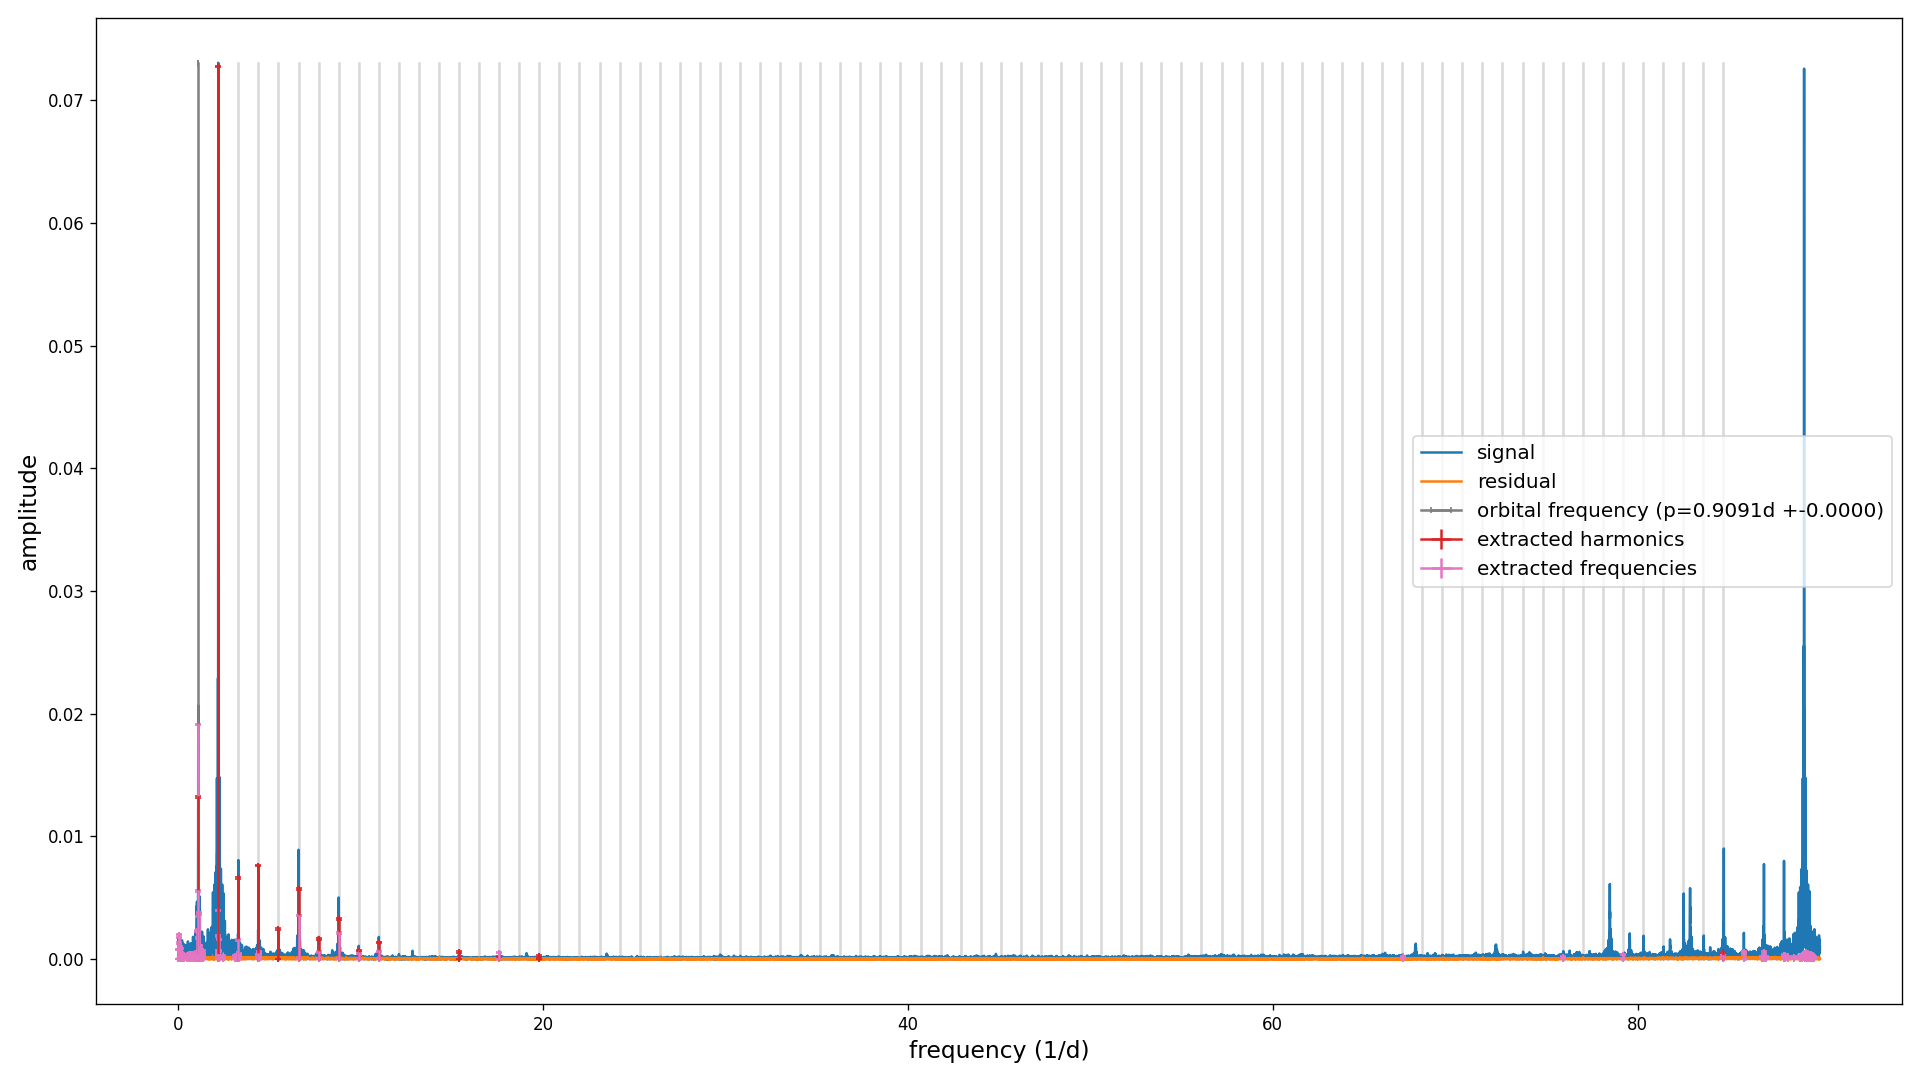 0.07
0.06
0.05
0.04
0.03
0.02
0.01
0.00
amplitude
signal
residual
orbital frequency (p=0.9091d +-0.0000)
extracted harmonics
extracted frequencies
0 20 40 60 80
frequency (1/d)